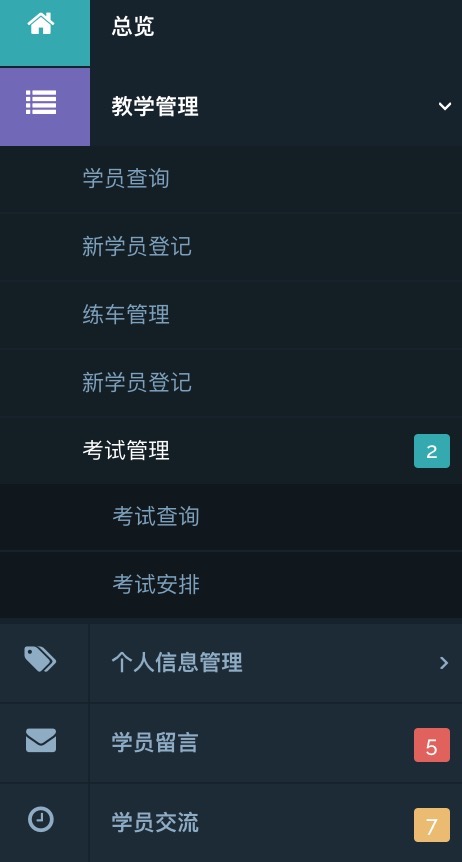 总览
教学管理
学员查询
新学员登记
练车管理
新学员登记
考试管理 2
考试查询
考试安排
个人信息管理
学员留言 5
学员交流 7